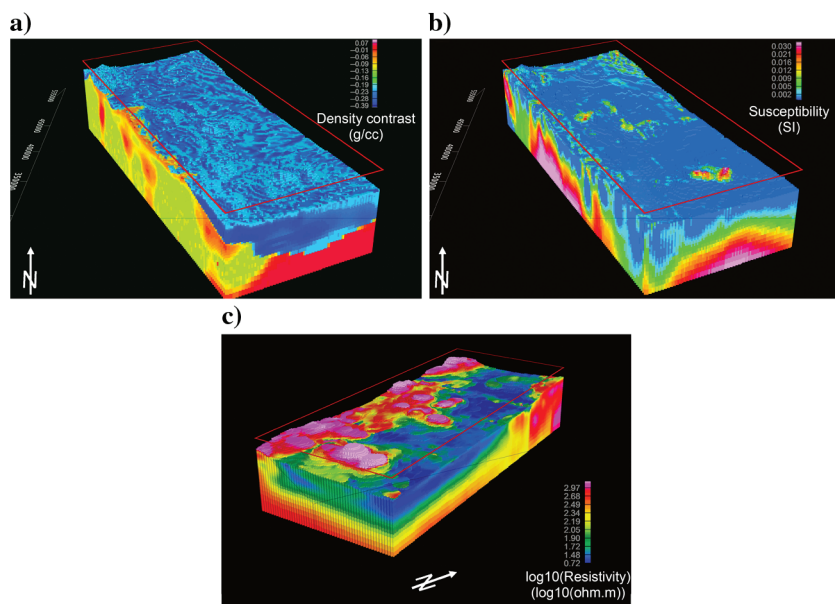 a)
0.07
−0.01
−0.06
−0.09
−0.13
−0.19
−0.23
−0.28
−0.39
Density contrast
(g/cc)
N
b)
0.030
0.021
0.016
0.012
0.009
0.005
0.002
Susceptibility
(SI)
N
c)
2.97
2.68
2.49
2.34
2.19
2.05
1.90
1.72
1.48
0.72
log10(Resistivity)
(log10(ohm.m))
N